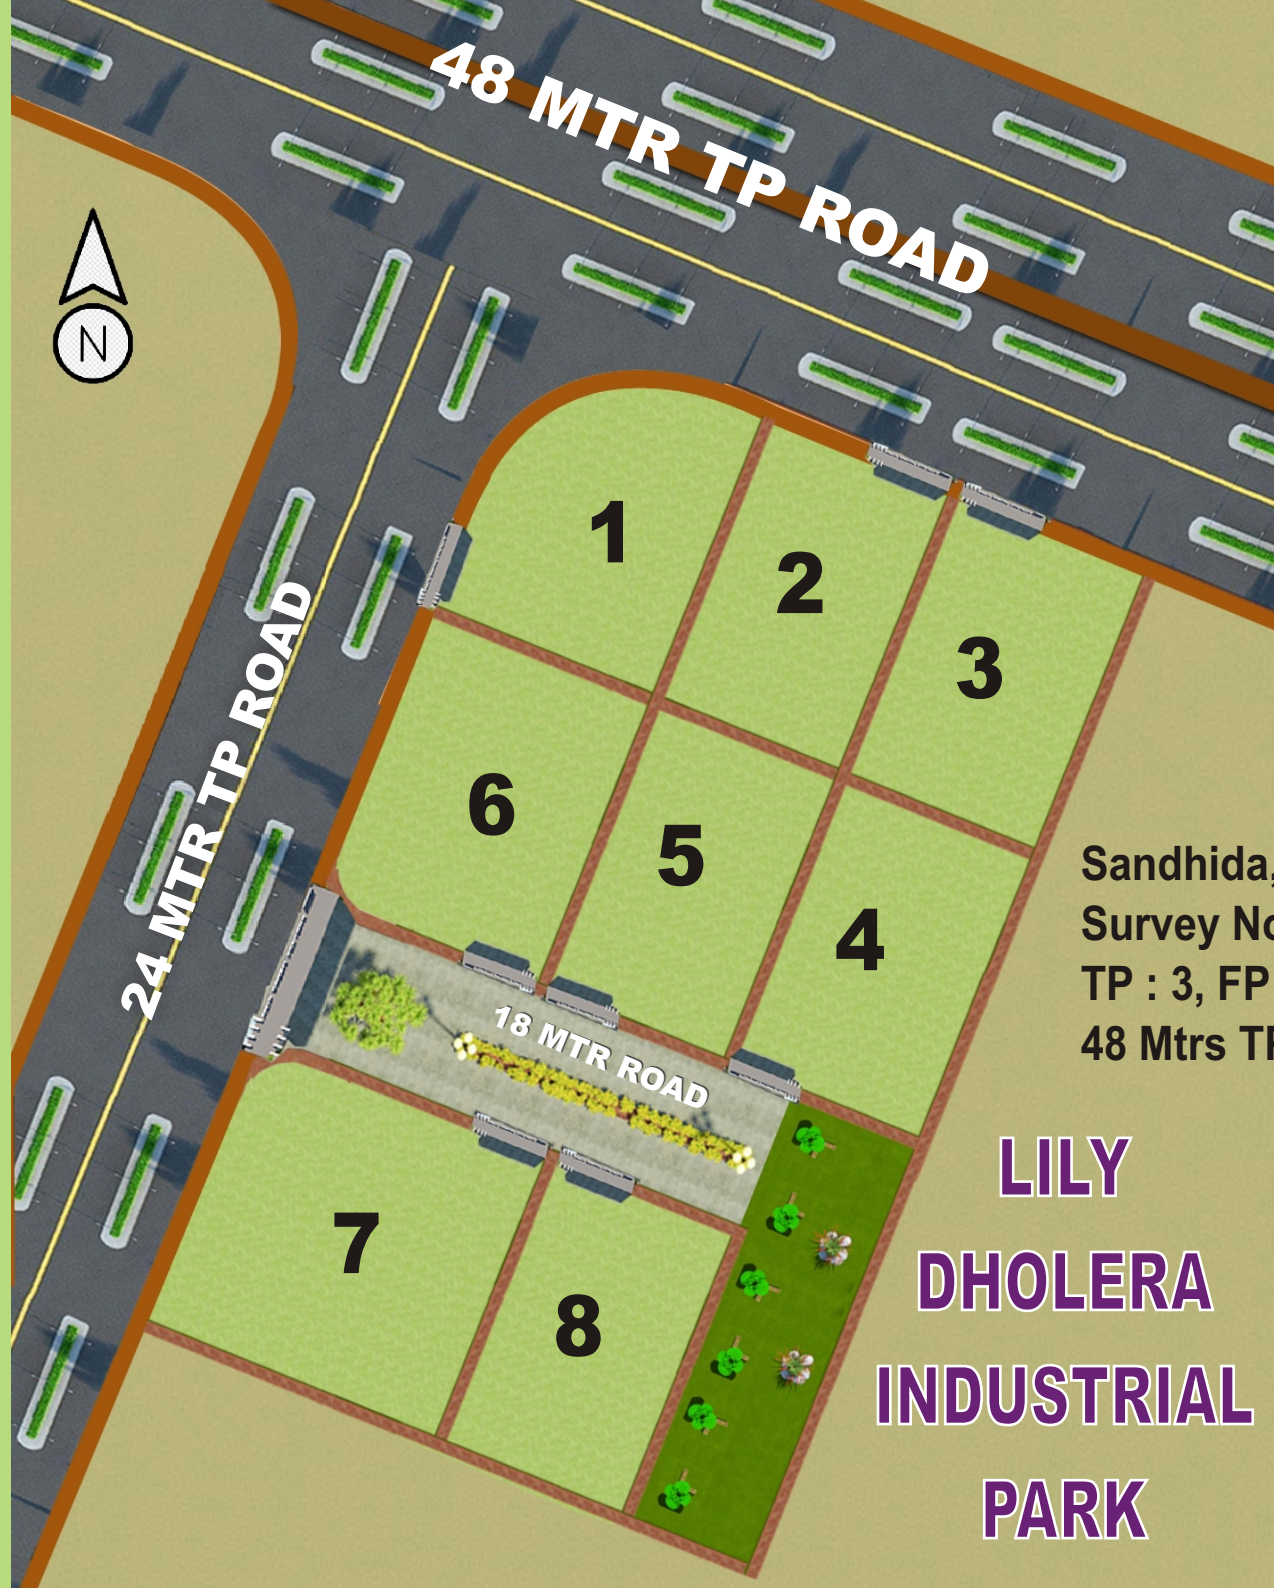 48 MTR TP ROAD
N
1
2
3
24 MTR TP ROAD
6
5
4
Sandhida,
Survey No
TP : 3, FP
48 Mtrs TP
18 MTR ROAD
7
8
LILY
DHOLERA
INDUSTRIAL
PARK